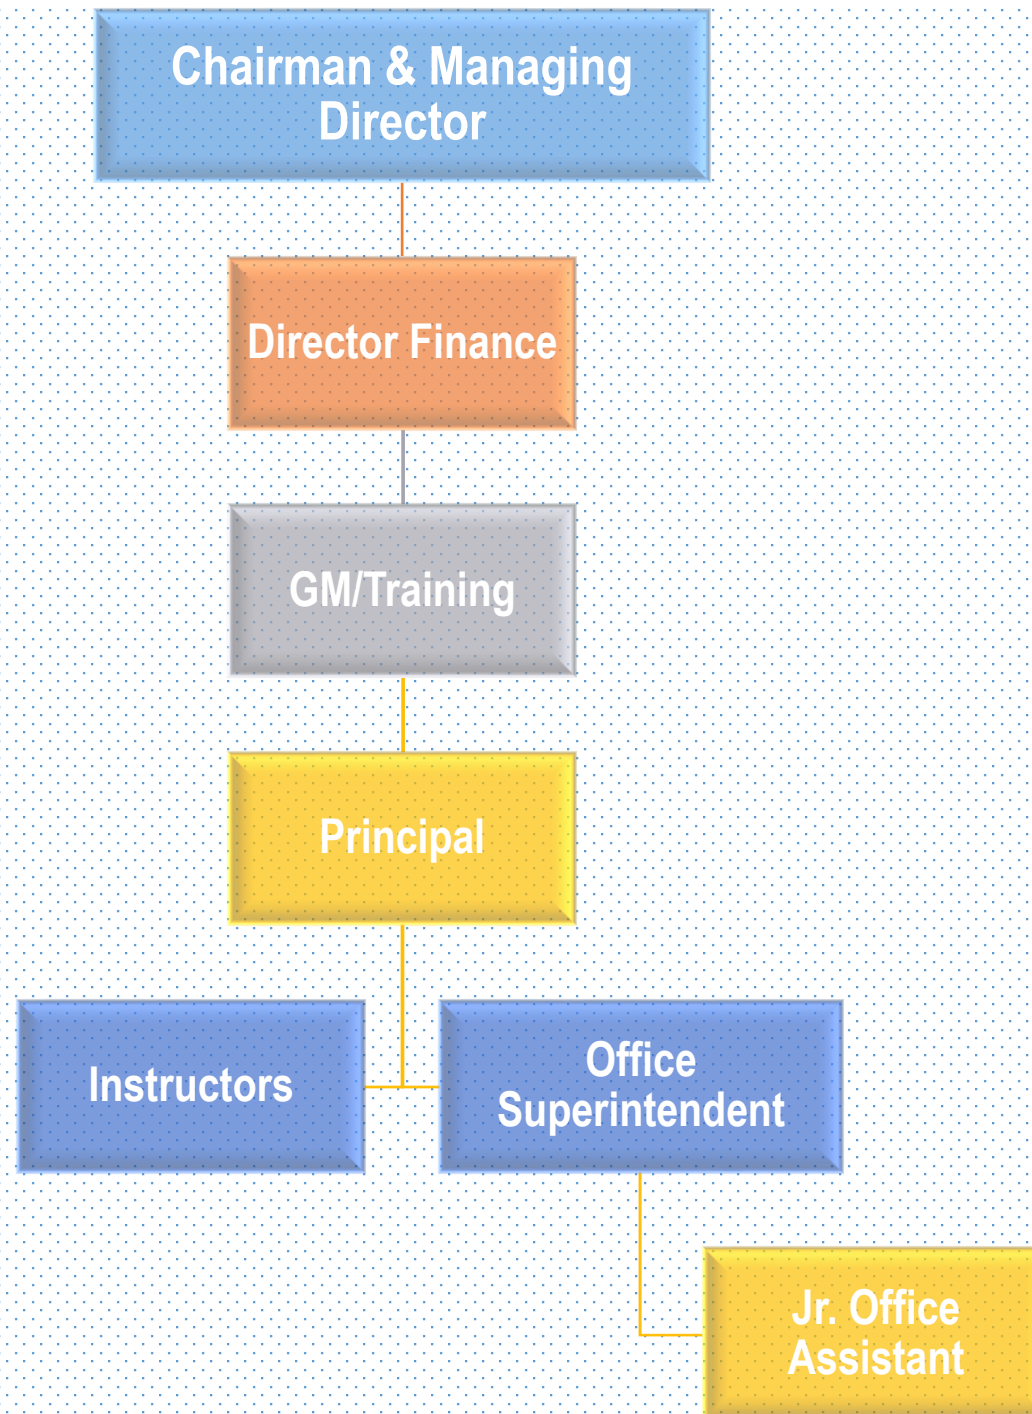 Chairman & Managing
Director
Director Finance
GM/Training
Principal
Instructors
Office
Superintendent
Jr. Office
Assistant